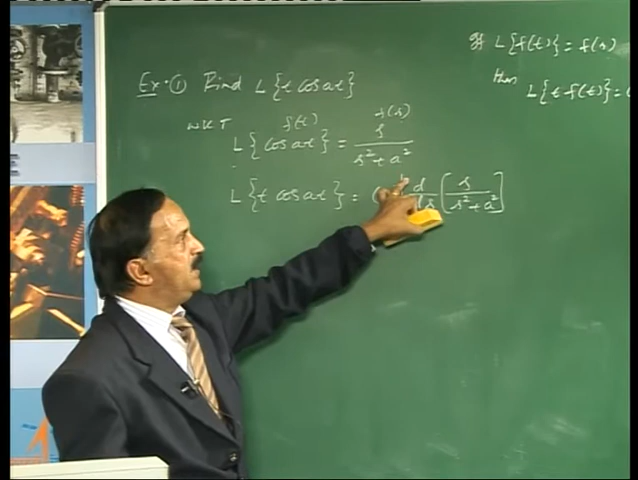 If L{f(t)} = f(s)
then L{t f(t)} = (
Ex. ① Find L{t cos at}
f(t) f(s)
WKT L{cos at} = s / s² + a²
L{t cos at} = ( d/ds [s / s² + a²]